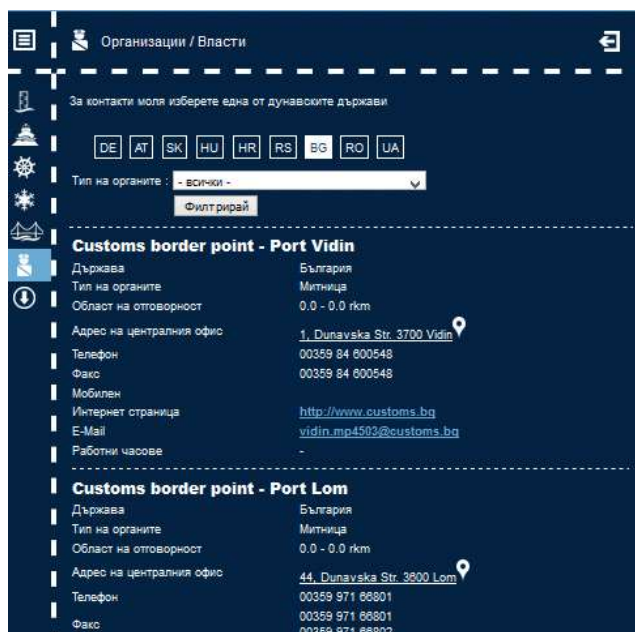 Организации / Власти
За контакти моля изберете една от дунавските държави
DE AT SK HU HR RS BG RO UA
Тип на органите : - всички -
Филтрирай
Customs border point - Port Vidin
Държава България
Тип на органите Митница
Област на отговорност 0.0 - 0.0 rkm
Адрес на централния офис 1, Dunavska Str. 3700 Vidin
Телефон 00359 84 600548
Факс 00359 84 600548
Мобилен
Интернет страница http://www.customs.bg
E-Mail vidin.mp4503@customs.bg
Работни часове -
Customs border point - Port Lom
Държава България
Тип на органите Митница
Област на отговорност 0.0 - 0.0 rkm
Адрес на централния офис 44, Dunavska Str. 3600 Lom
Телефон 00359 971 66801
Факс 00359 971 66801
00359 971 66802